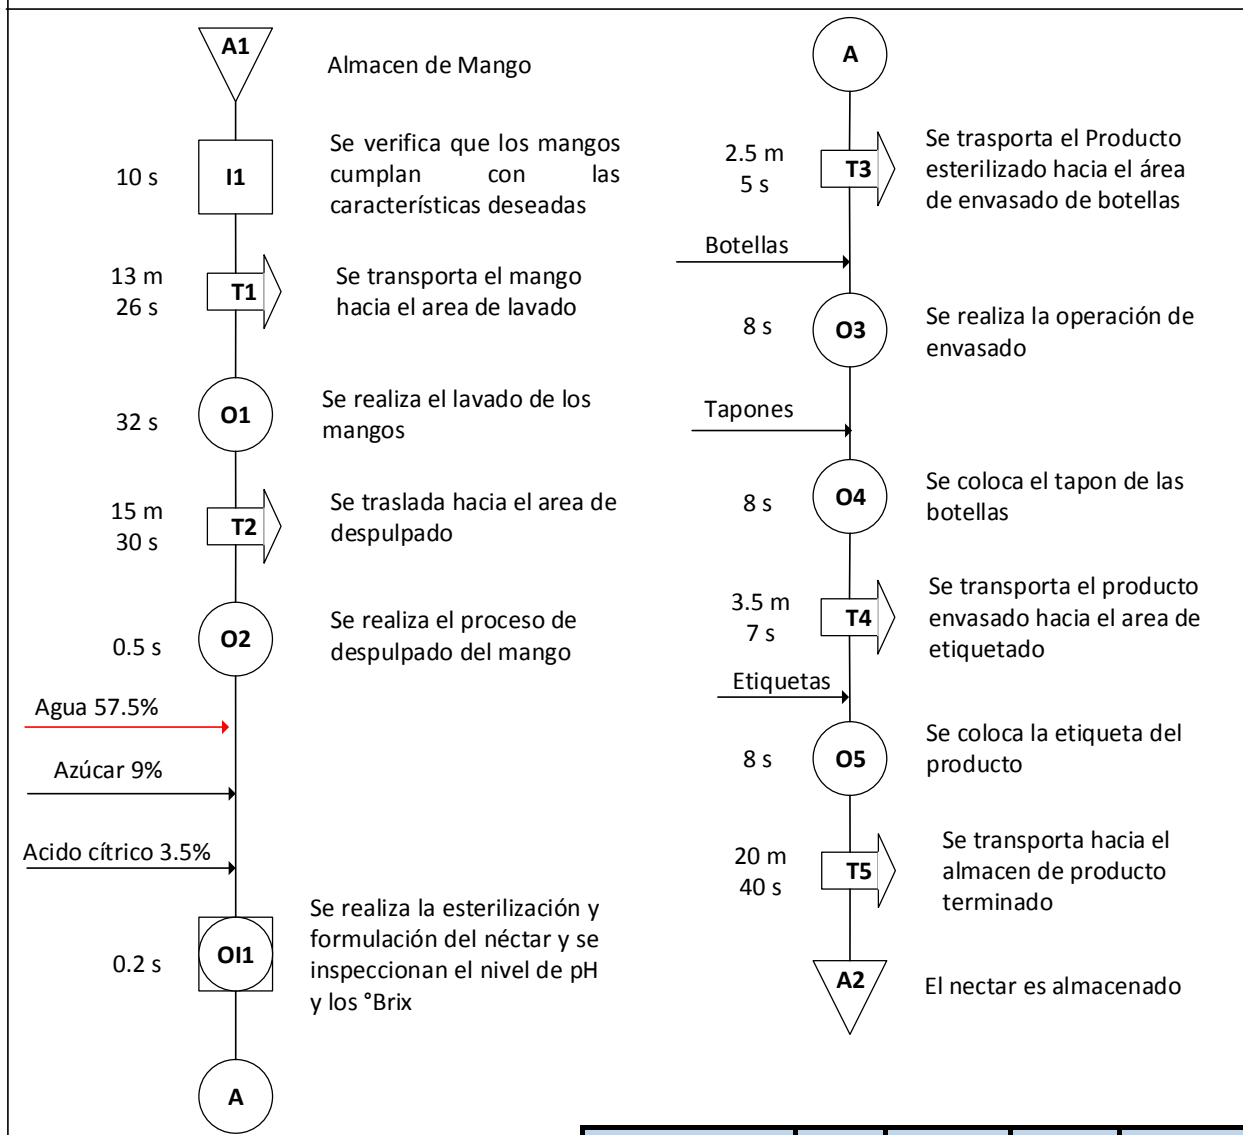 A1
Almacen de Mango
10 s
I1
Se verifica que los mangos
cumplan con las
características deseadas
13 m
26 s
T1
Se transporta el mango
hacia el area de lavado
32 s
O1
Se realiza el lavado de los
mangos
15 m
30 s
T2
Se traslada hacia el area de
despulpado
0.5 s
O2
Se realiza el proceso de
despulpado del mango
Agua 57.5%
Azúcar 9%
Acido cítrico 3.5%
0.2 s
OI1
Se realiza la esterilización y
formulación del néctar y se
inspeccionan el nivel de pH
y los °Brix
A
A
2.5 m
5 s
T3
Se trasporta el Producto
esterilizado hacia el área
de envasado de botellas
Botellas
8 s
O3
Se realiza la operación de
envasado
Tapones
8 s
O4
Se coloca el tapon de las
botellas
3.5 m
7 s
T4
Se transporta el producto
envasado hacia el area de
etiquetado
Etiquetas
8 s
O5
Se coloca la etiqueta del
producto
20 m
40 s
T5
Se transporta hacia el
almacen de producto
terminado
A2
El nectar es almacenado